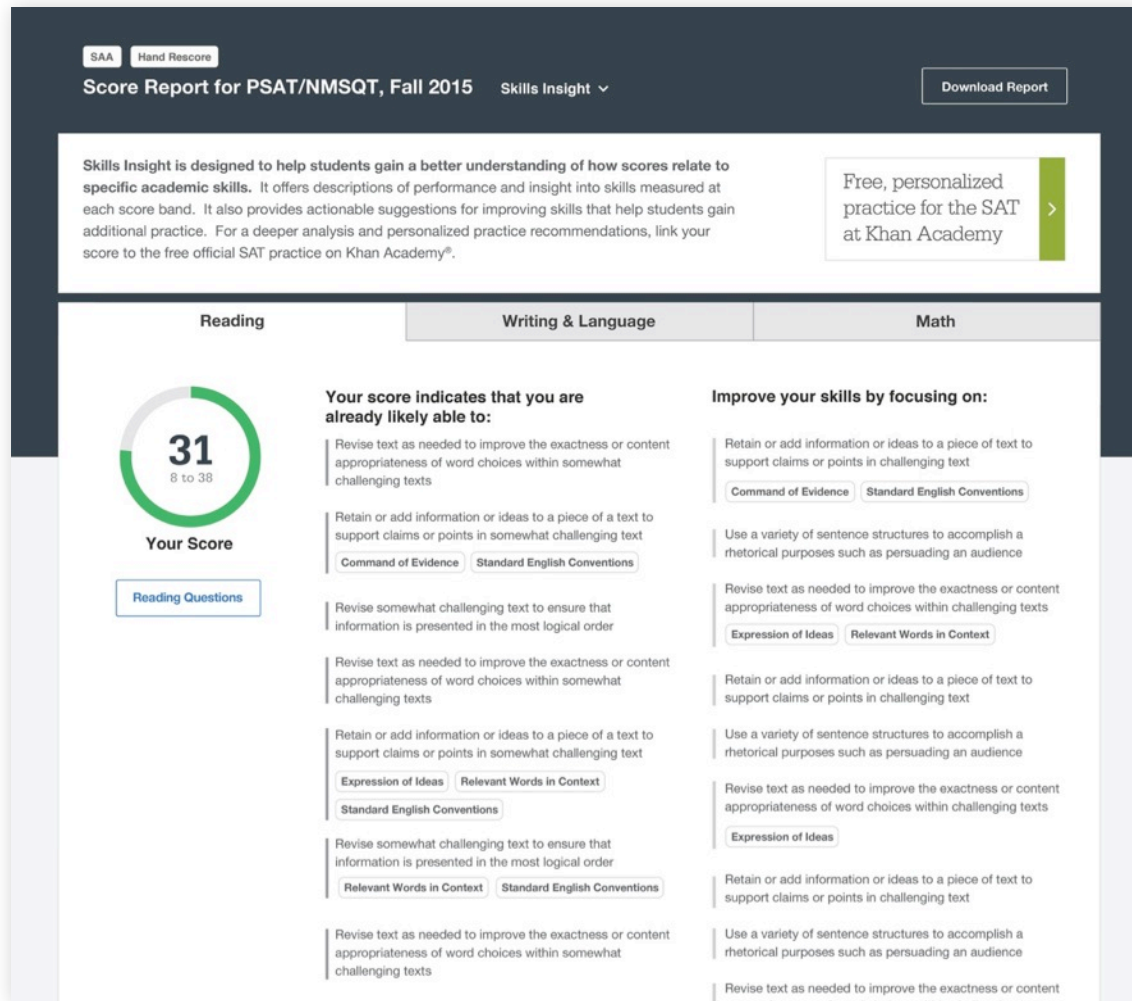 SAA
Hand Rescore
Score Report for PSAT/NMSQT, Fall 2015
Skills Insight
Download Report
Skills Insight is designed to help students gain a better understanding of how scores relate to
specific academic skills. It offers descriptions of performance and insight into skills measured at
each score band. It also provides actionable suggestions for improving skills that help students gain
additional practice. For a deeper analysis and personalized practice recommendations, link your
score to the free official SAT practice on Khan Academy®.
Free, personalized
practice for the SAT
at Khan Academy
Reading
Writing & Language
Math
31
8 to 38
Your Score
Reading Questions
Your score indicates that you are
already likely able to:
Revise text as needed to improve the exactness or content
appropriateness of word choices within somewhat
challenging texts
Retain or add information or ideas to a piece of a text to
support claims or points in somewhat challenging text
Command of Evidence
Standard English Conventions
Revise somewhat challenging text to ensure that
information is presented in the most logical order
Revise text as needed to improve the exactness or content
appropriateness of word choices within somewhat
challenging texts
Retain or add information or ideas to a piece of a text to
support claims or points in somewhat challenging text
Expression of Ideas
Relevant Words in Context
Standard English Conventions
Revise somewhat challenging text to ensure that
information is presented in the most logical order
Relevant Words in Context
Standard English Conventions
Revise text as needed to improve the exactness or content
appropriateness of word choices within somewhat
challenging texts
Improve your skills by focusing on:
Retain or add information or ideas to a piece of text to
support claims or points in challenging text
Command of Evidence
Standard English Conventions
Use a variety of sentence structures to accomplish a
rhetorical purposes such as persuading an audience
Revise text as needed to improve the exactness or content
appropriateness of word choices within challenging texts
Expression of Ideas
Relevant Words in Context
Retain or add information or ideas to a piece of text to
support claims or points in challenging text
Use a variety of sentence structures to accomplish a
rhetorical purposes such as persuading an audience
Revise text as needed to improve the exactness or content
appropriateness of word choices within challenging texts
Expression of Ideas
Retain or add information or ideas to a piece of text to
support claims or points in challenging text
Use a variety of sentence structures to accomplish a
rhetorical purposes such as persuading an audience
Revise text as needed to improve the exactness or content